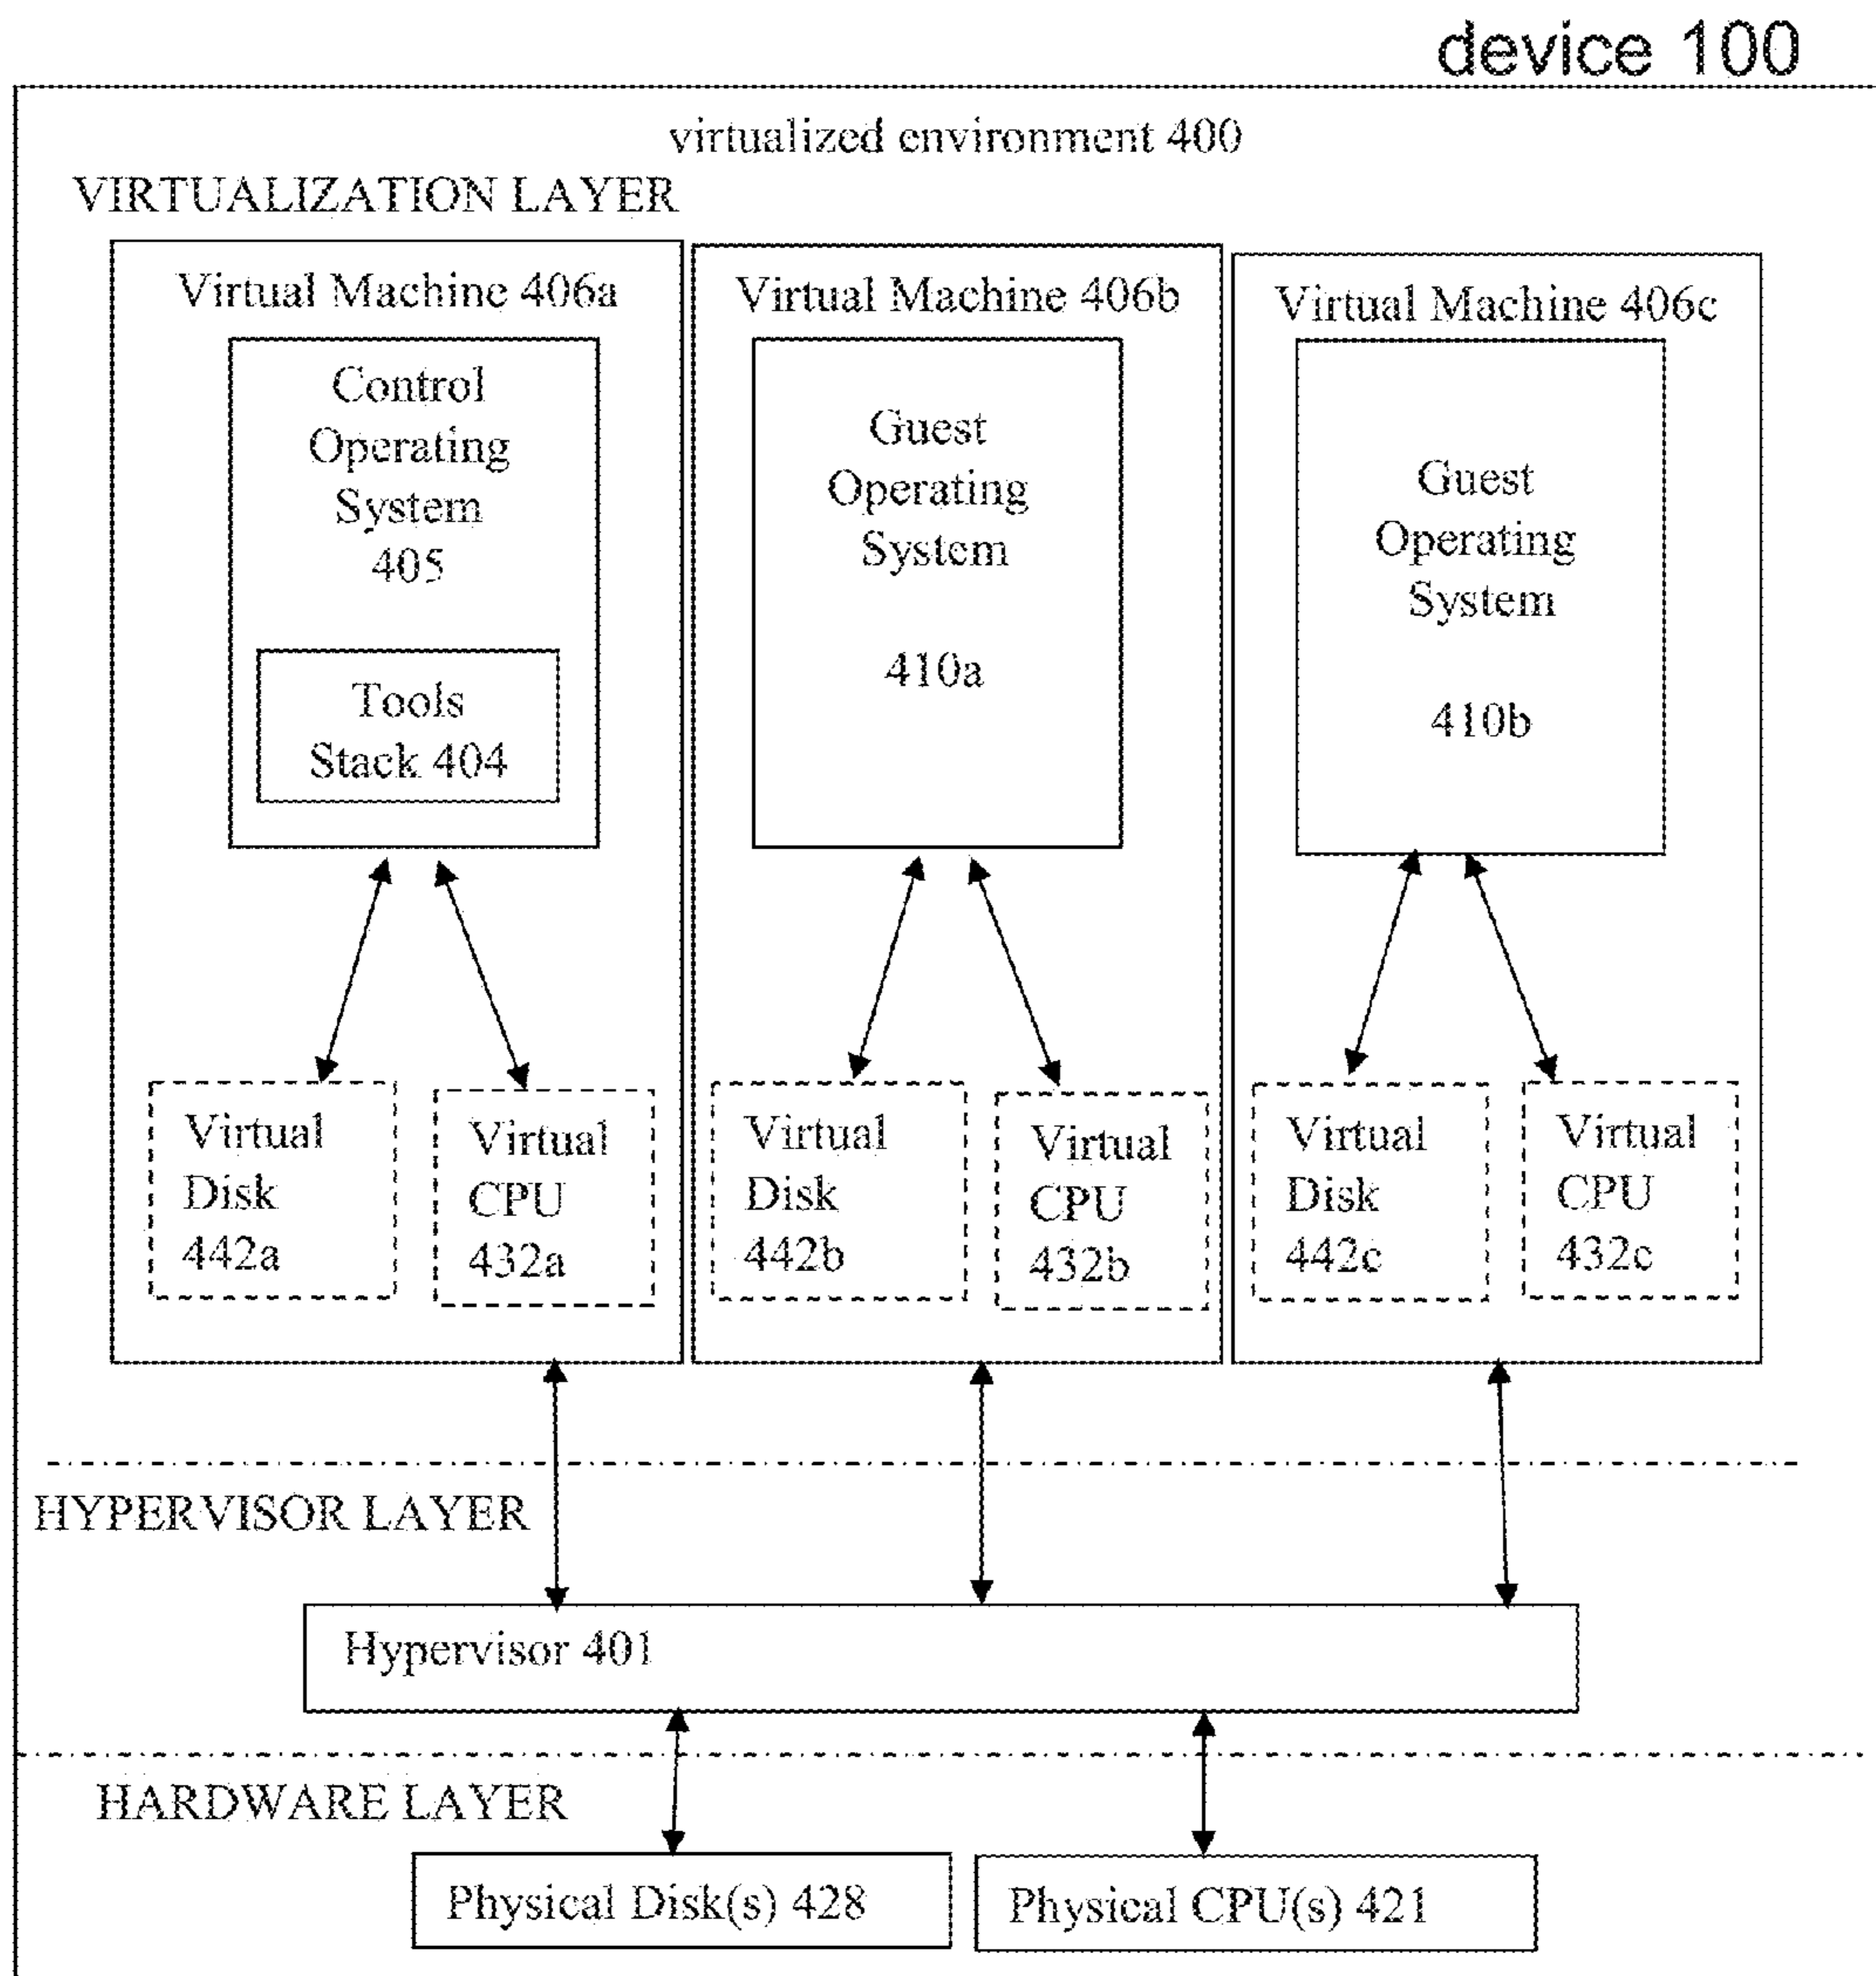 device 100
virtualized environment 400
VIRTUALIZATION LAYER
Virtual Machine 406a
Control
Operating
System
405
Tools
Stack 404
Virtual
Disk
442a
Virtual
CPU
432a
Virtual Machine 406b
Guest
Operating
System
410a
Virtual
Disk
442b
Virtual
CPU
432b
Virtual Machine 406c
Guest
Operating
System
410b
Virtual
Disk
442c
Virtual
CPU
432c
HYPERVISOR LAYER
Hypervisor 401
HARDWARE LAYER
Physical Disk(s) 428
Physical CPU(s) 421